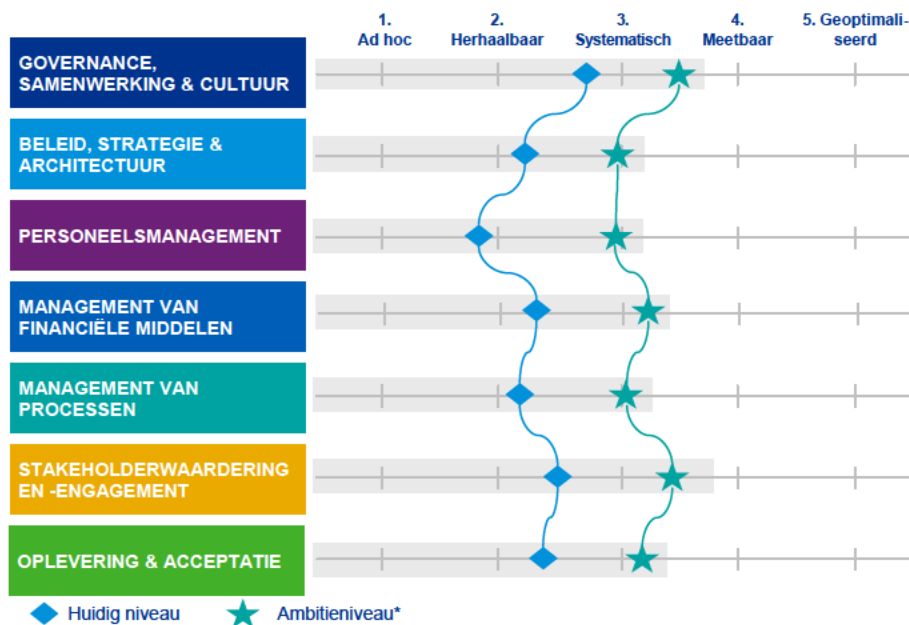 1.
Ad hoc
2.
Herhaalbaar
3.
Systematisch
4.
Meetbaar
5. Geoptimali-
seerd
GOVERNANCE,
SAMENWERKING & CULTUUR
BELEID, STRATEGIE &
ARCHITECTUUR
PERSONEELSMANAGEMENT
MANAGEMENT VAN
FINANCIËLE MIDDELEN
MANAGEMENT VAN
PROCESSEN
STAKEHOLDERWAARDERING
EN -ENGAGEMENT
OPLEVERING & ACCEPTATIE
Huidig niveau
Ambitieniveau*